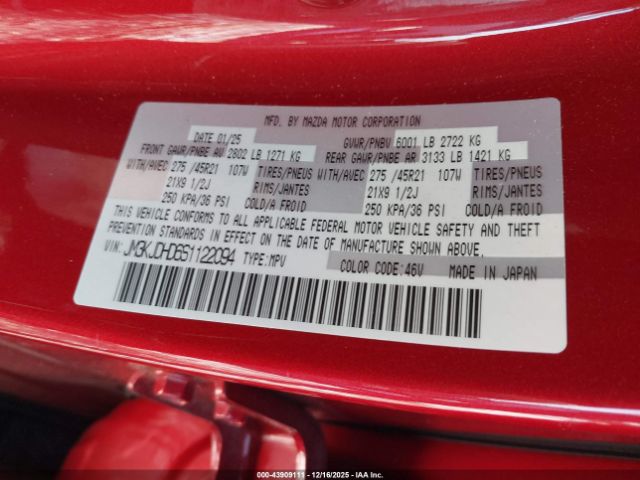 MFD. BY MAZDA MOTOR CORPORATION
DATE 01/25 GVWR/PNBV 6001 LB 2722 KG
FRONT GAWR/PNBE AV 2802 LB 1271 KG REAR GAWR/PNBE AR 3133 LB 1421 KG
WITH/AVEC 275 /45R21 107W TIRES/PNEUS WITH/AVEC 275 /45R21 107W TIRES/PNEUS
21X9 1/2J RIMS/JANTES 21X9 1/2J RIMS/JANTES
250 KPA/36 PSI COLD/A FROID 250 KPA/36 PSI COLD/A FROID
THIS VEHICLE CONFORMS TO ALL APPLICABLE FEDERAL MOTOR VEHICLE SAFETY AND THEFT
PREVENTION STANDARDS IN EFFECT ON THE DATE OF MANUFACTURE SHOWN ABOVE.
VIN: JM3KJDHD6S1122094 TYPE:MPV COLOR CODE:46V MADE IN JAPAN
000-43909111 - 12/16/2025 - IAA Inc.